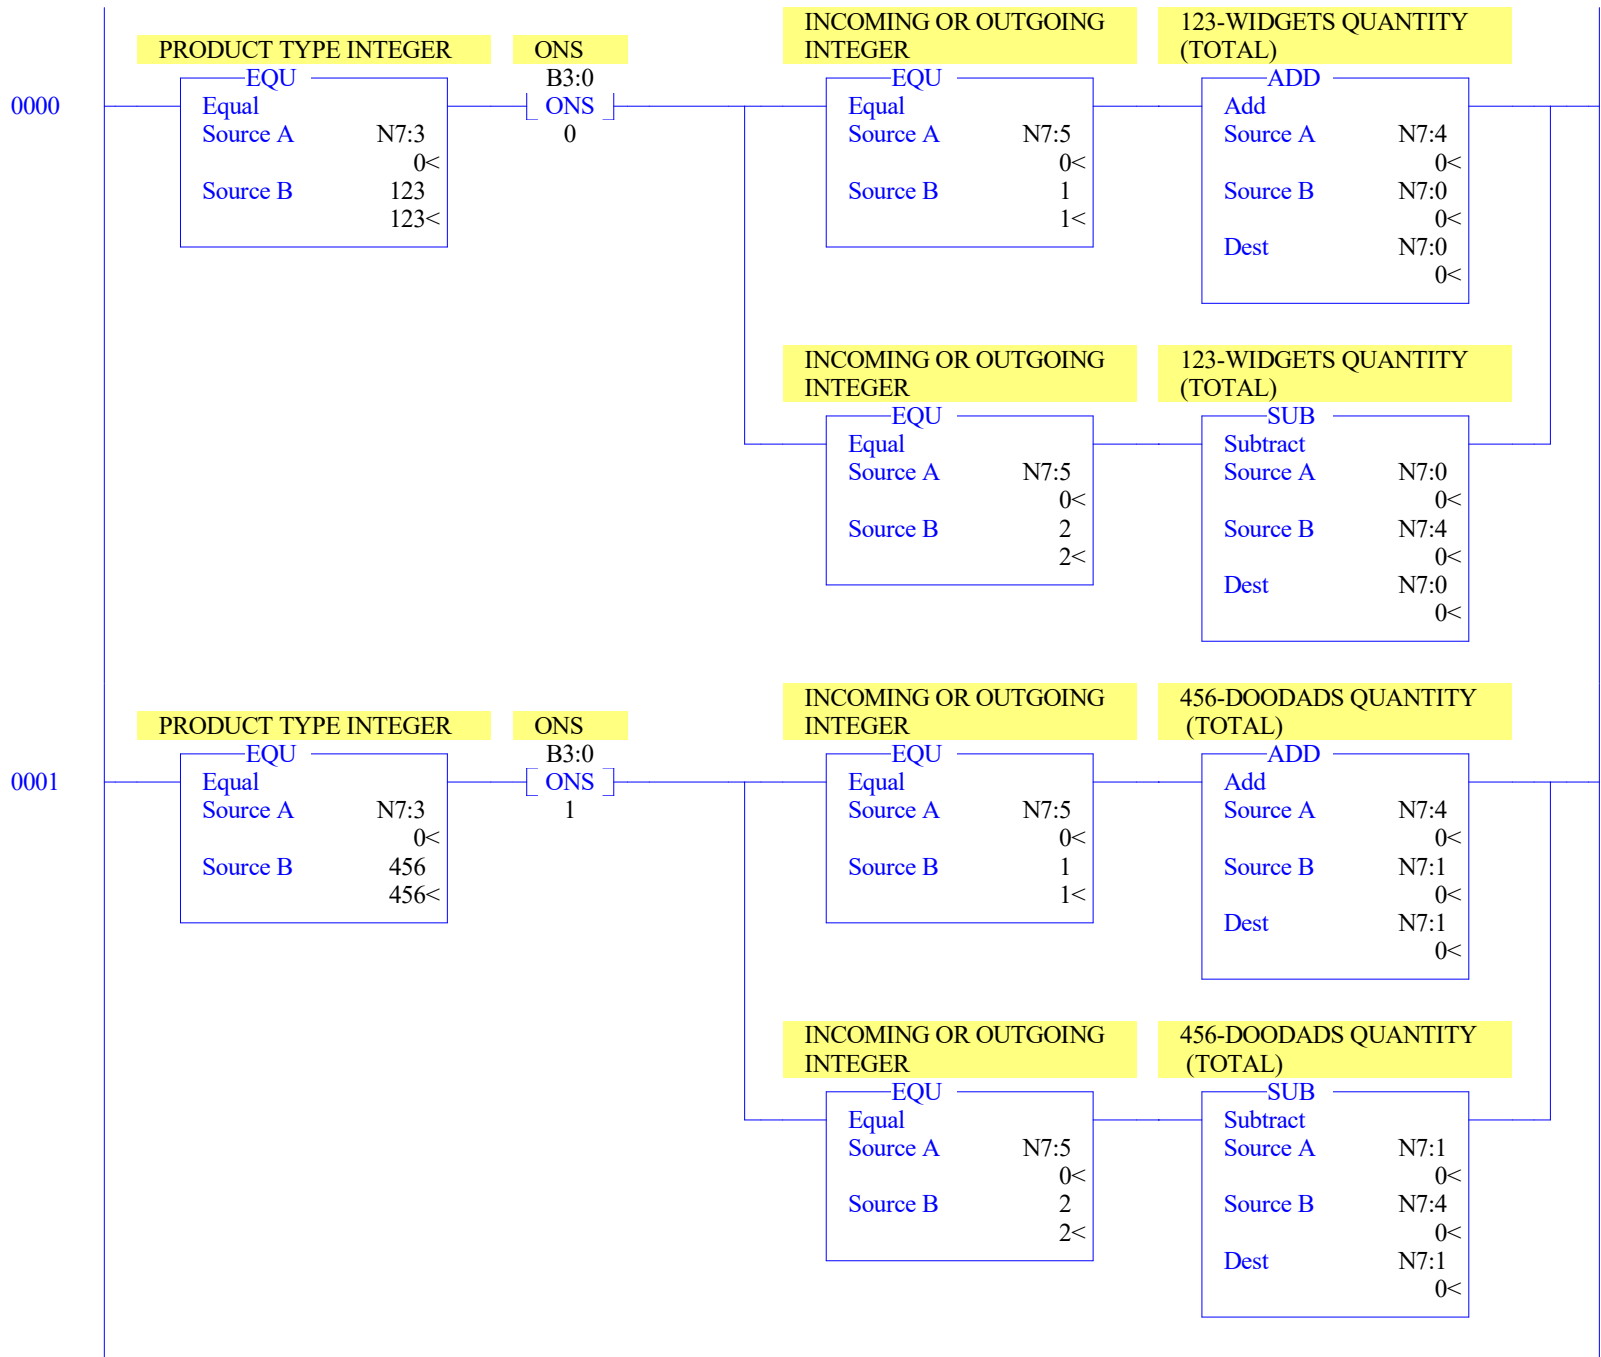 INCOMING OR OUTGOING
INTEGER
123-WIDGETS QUANTITY
(TOTAL)
PRODUCT TYPE INTEGER
ONS
0000
EQU
Equal
Source A N7:3
0<
Source B 123
123<
B3:0
ONS
0
EQU
Equal
Source A N7:5
0<
Source B 1
1<
ADD
Add
Source A N7:4
0<
Source B N7:0
0<
Dest N7:0
0<
INCOMING OR OUTGOING
INTEGER
123-WIDGETS QUANTITY
(TOTAL)
EQU
Equal
Source A N7:5
0<
Source B 2
2<
SUB
Subtract
Source A N7:0
0<
Source B N7:4
0<
Dest N7:0
0<
INCOMING OR OUTGOING
INTEGER
456-DOODADS QUANTITY
(TOTAL)
PRODUCT TYPE INTEGER
ONS
0001
EQU
Equal
Source A N7:3
0<
Source B 456
456<
B3:0
ONS
1
EQU
Equal
Source A N7:5
0<
Source B 1
1<
ADD
Add
Source A N7:4
0<
Source B N7:1
0<
Dest N7:1
0<
INCOMING OR OUTGOING
INTEGER
456-DOODADS QUANTITY
(TOTAL)
EQU
Equal
Source A N7:5
0<
Source B 2
2<
SUB
Subtract
Source A N7:1
0<
Source B N7:4
0<
Dest N7:1
0<